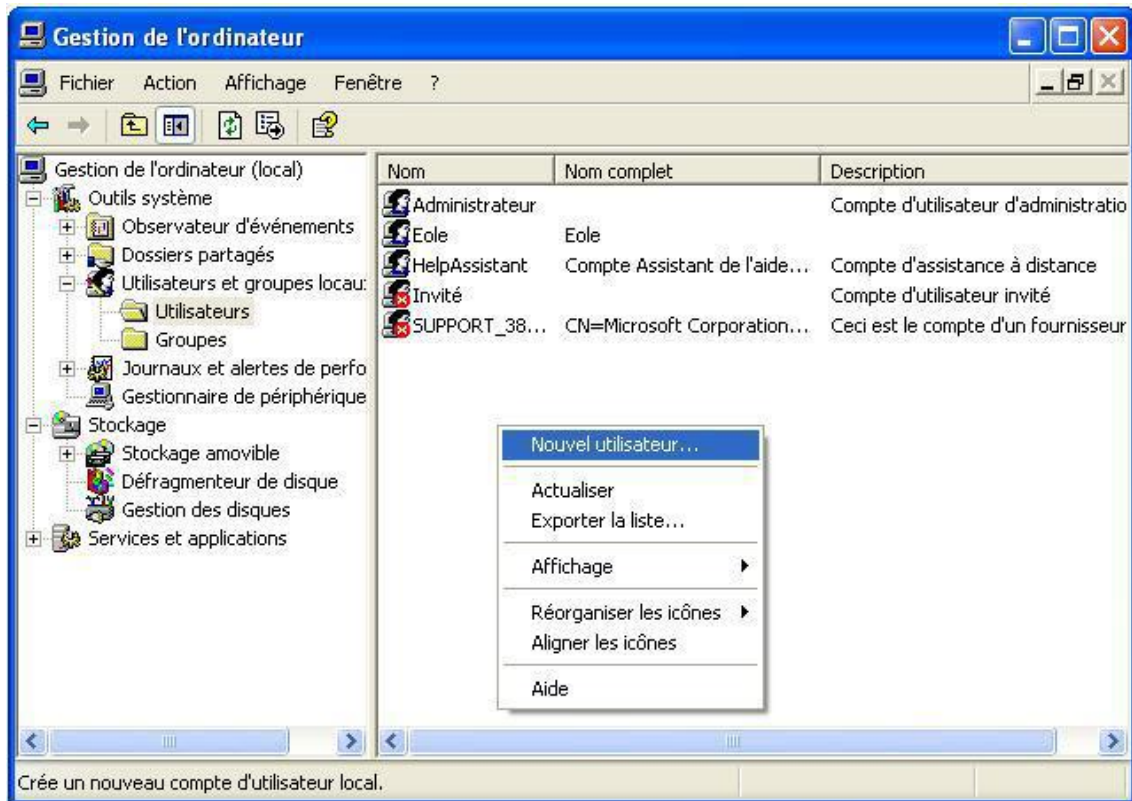 Gestion de l'ordinateur
Fichier Action Affichage Fenêtre ?
Gestion de l'ordinateur (local)
Outils système
Observateur d'événements
Dossiers partagés
Utilisateurs et groupes locau
Utilisateurs
Groupes
Journaux et alertes de perfo
Gestionnaire de périphérique
Stockage
Stockage amovible
Défragmenteur de disque
Gestion des disques
Services et applications
Nom Nom complet Description
Administrateur Compte d'utilisateur d'administratio
Eole Eole
HelpAssistant Compte Assistant de l'aide... Compte d'assistance à distance
Invité Compte d'utilisateur invité
SUPPORT_38... CN=Microsoft Corporation... Ceci est le compte d'un fournisseur
Nouvel utilisateur...
Actualiser
Exporter la liste...
Affichage
Réorganiser les icônes
Aligner les icônes
Aide
Crée un nouveau compte d'utilisateur local.